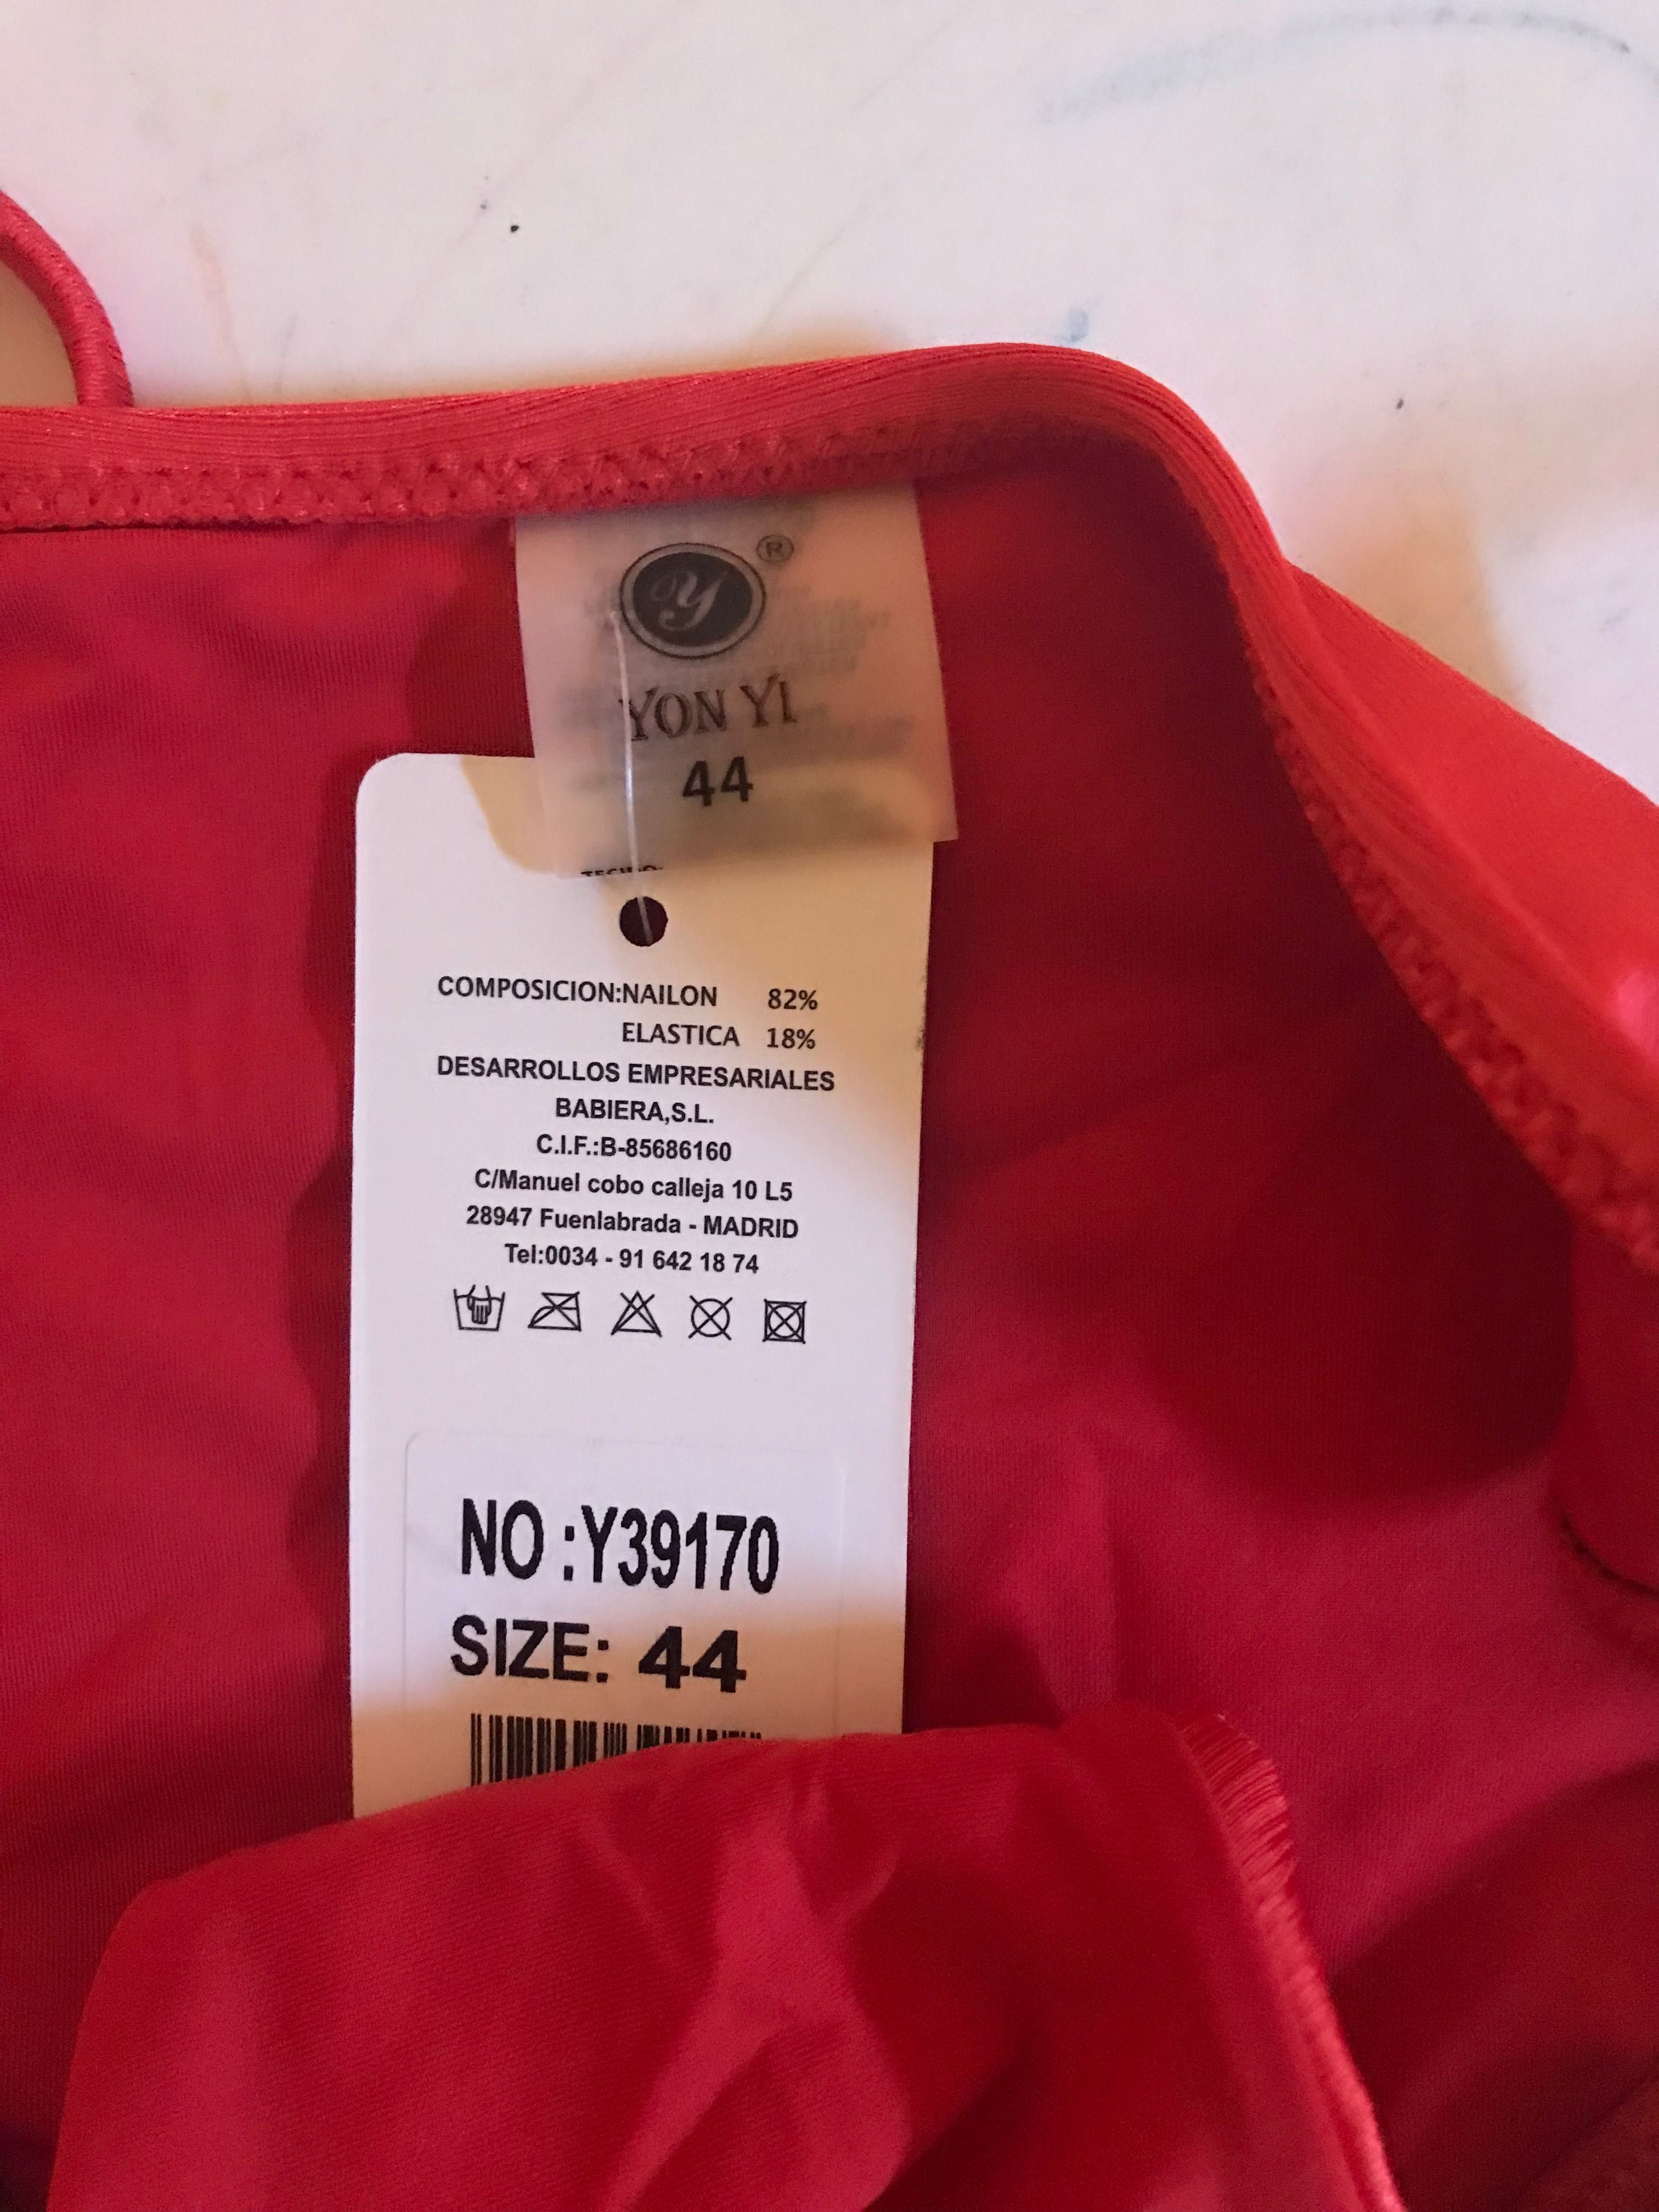 Y ®
YON YI
44
COMPOSICION:NAILON 82%
ELASTICA 18%
DESARROLLOS EMPRESARIALES
BABIERA,S.L.
C.I.F.:B-85686160
C/Manuel cobo calleja 10 L5
28947 Fuenlabrada - MADRID
Tel:0034 - 91 642 18 74
NO :Y39170
SIZE: 44